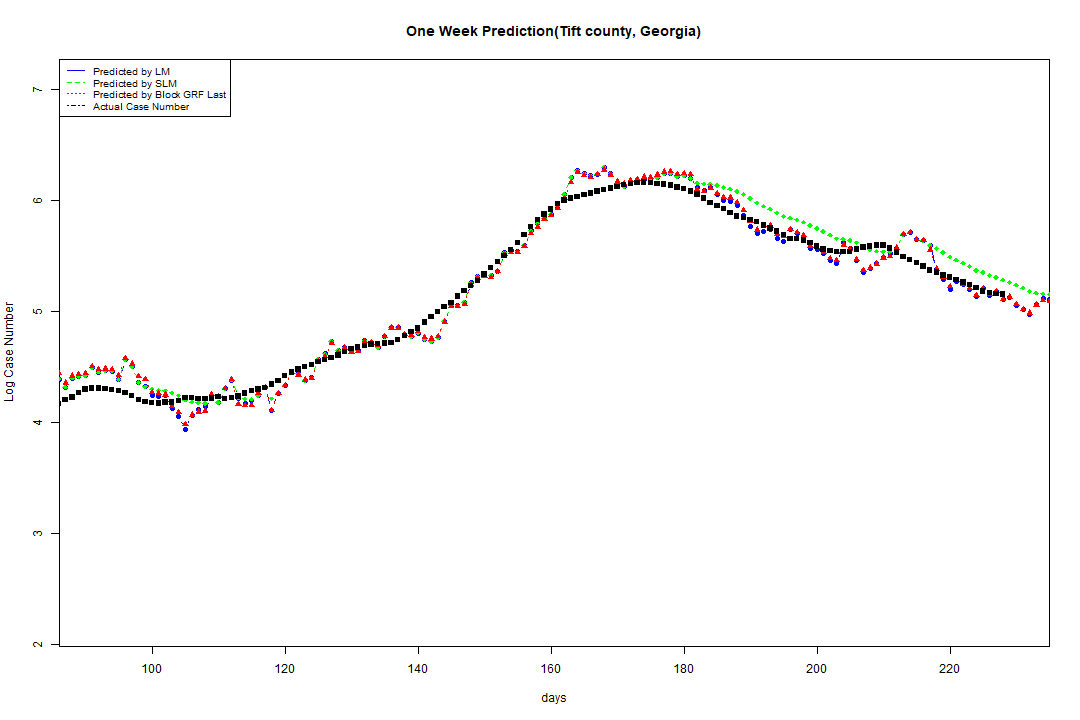 One Week Prediction(Tift county, Georgia)
Predicted by LM
Predicted by SLM
Predicted by Block GRF Last
Actual Case Number
7
6
5
4
3
2
Log Case Number
100 120 140 160 180 200 220
days